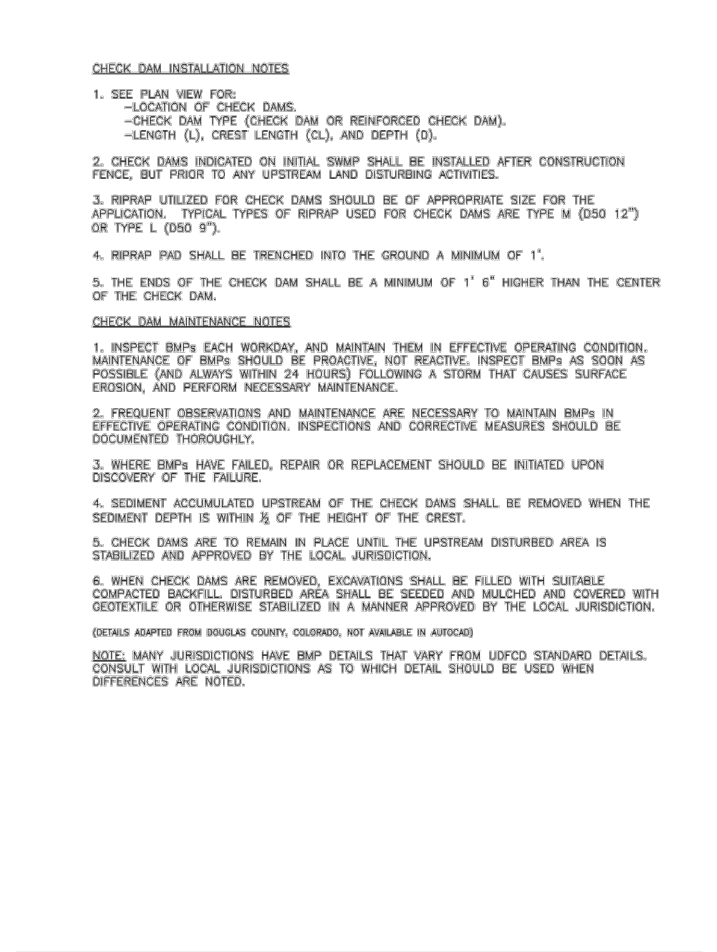 CHECK DAM INSTALLATION NOTES
1. SEE PLAN VIEW FOR:
-LOCATION OF CHECK DAMS.
-CHECK DAM TYPE (CHECK DAM OR REINFORCED CHECK DAM).
-LENGTH (L), CREST LENGTH (CL), AND DEPTH (D).
2. CHECK DAMS INDICATED ON INITIAL SWMP SHALL BE INSTALLED AFTER CONSTRUCTION
FENCE, BUT PRIOR TO ANY UPSTREAM LAND DISTURBING ACTIVITIES.
3. RIPRAP UTILIZED FOR CHECK DAMS SHOULD BE OF APPROPRIATE SIZE FOR THE
APPLICATION. TYPICAL TYPES OF RIPRAP USED FOR CHECK DAMS ARE TYPE M (D50 12")
OR TYPE L (D50 9").
4. RIPRAP PAD SHALL BE TRENCHED INTO THE GROUND A MINIMUM OF 1'.
5. THE ENDS OF THE CHECK DAM SHALL BE A MINIMUM OF 1' 6" HIGHER THAN THE CENTER
OF THE CHECK DAM.
CHECK DAM MAINTENANCE NOTES
1. INSPECT BMPs EACH WORKDAY, AND MAINTAIN THEM IN EFFECTIVE OPERATING CONDITION.
MAINTENANCE OF BMPs SHOULD BE PROACTIVE, NOT REACTIVE. INSPECT BMPs AS SOON AS
POSSIBLE (AND ALWAYS WITHIN 24 HOURS) FOLLOWING A STORM THAT CAUSES SURFACE
EROSION, AND PERFORM NECESSARY MAINTENANCE.
2. FREQUENT OBSERVATIONS AND MAINTENANCE ARE NECESSARY TO MAINTAIN BMPs IN
EFFECTIVE OPERATING CONDITION. INSPECTIONS AND CORRECTIVE MEASURES SHOULD BE
DOCUMENTED THOROUGHLY.
3. WHERE BMPs HAVE FAILED, REPAIR OR REPLACEMENT SHOULD BE INITIATED UPON
DISCOVERY OF THE FAILURE.
4. SEDIMENT ACCUMULATED UPSTREAM OF THE CHECK DAMS SHALL BE REMOVED WHEN THE
SEDIMENT DEPTH IS WITHIN ½ OF THE HEIGHT OF THE CREST.
5. CHECK DAMS ARE TO REMAIN IN PLACE UNTIL THE UPSTREAM DISTURBED AREA IS
STABILIZED AND APPROVED BY THE LOCAL JURISDICTION.
6. WHEN CHECK DAMS ARE REMOVED, EXCAVATIONS SHALL BE FILLED WITH SUITABLE
COMPACTED BACKFILL. DISTURBED AREA SHALL BE SEEDED AND MULCHED AND COVERED WITH
GEOTEXTILE OR OTHERWISE STABILIZED IN A MANNER APPROVED BY THE LOCAL JURISDICTION.
(DETAILS ADAPTED FROM DOUGLAS COUNTY, COLORADO, NOT AVAILABLE IN AUTOCAD)
NOTE: MANY JURISDICTIONS HAVE BMP DETAILS THAT VARY FROM UDFCD STANDARD DETAILS.
CONSULT WITH LOCAL JURISDICTIONS AS TO WHICH DETAIL SHOULD BE USED WHEN
DIFFERENCES ARE NOTED.